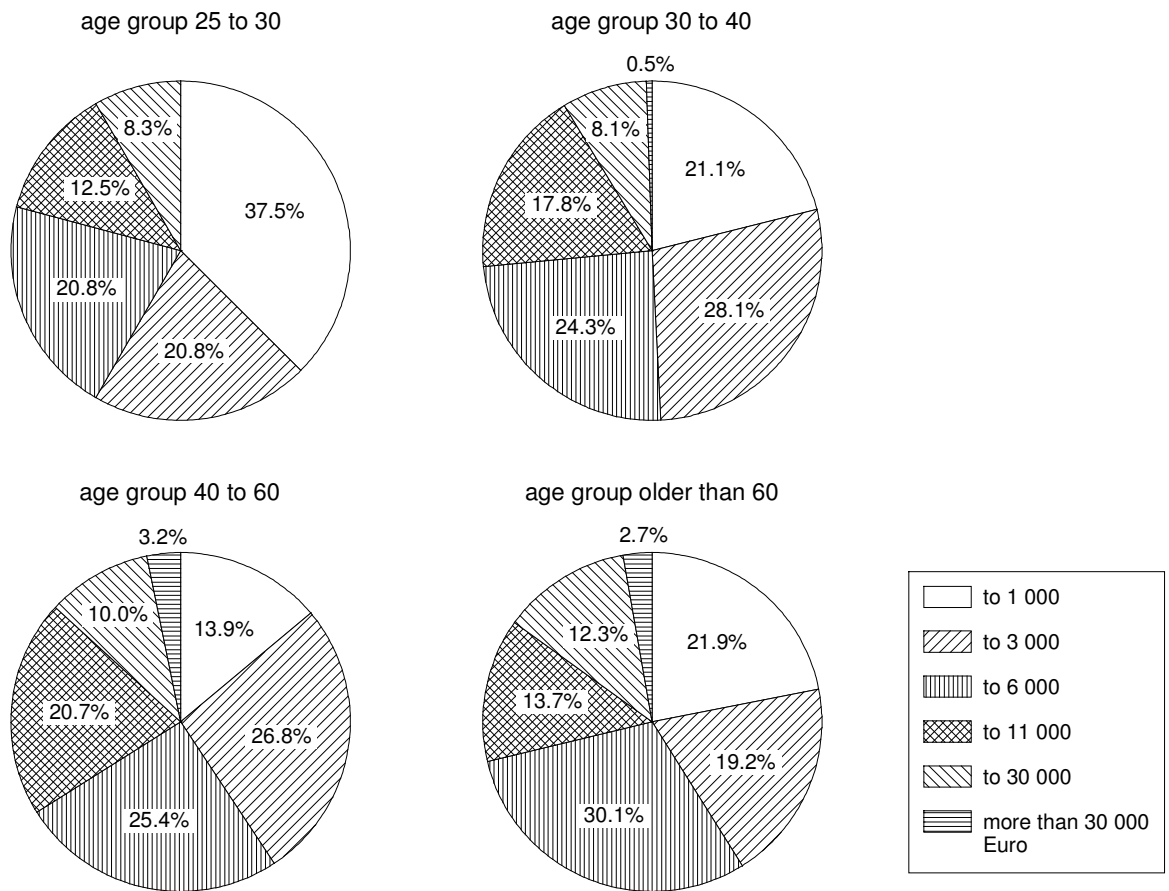 age group 25 to 30
8.3%
12.5%
37.5%
20.8%
20.8%
age group 30 to 40
0.5%
8.1%
21.1%
17.8%
28.1%
24.3%
age group 40 to 60
3.2%
10.0%
13.9%
20.7%
26.8%
25.4%
age group older than 60
2.7%
12.3%
21.9%
13.7%
19.2%
30.1%
to 1 000
to 3 000
to 6 000
to 11 000
to 30 000
more than 30 000
Euro